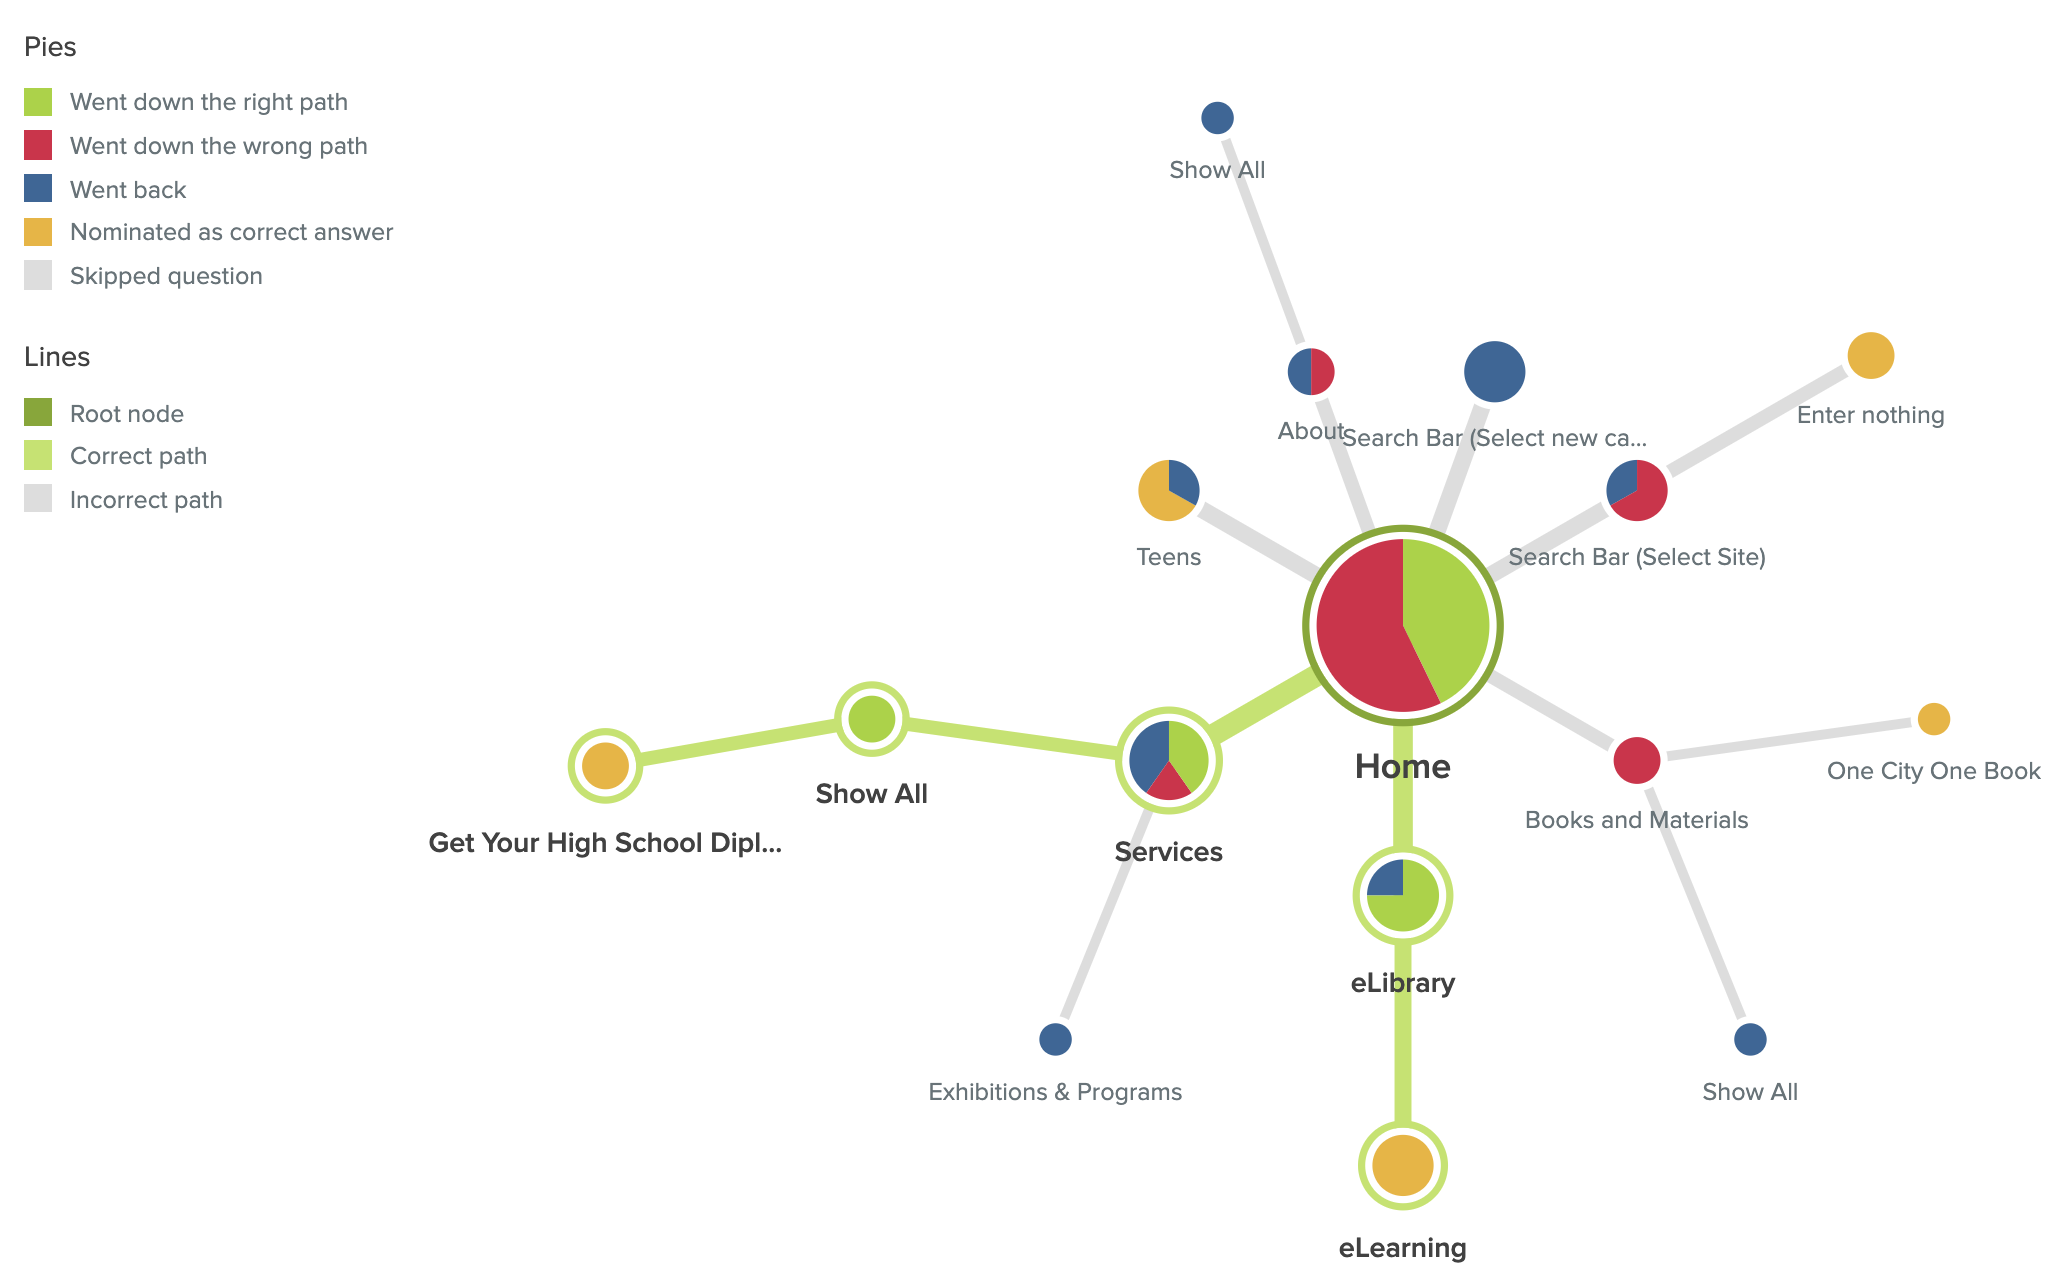 Pies
Went down the right path
Went down the wrong path
Went back
Nominated as correct answer
Skipped question
Lines
Root node
Correct path
Incorrect path
Show All
About
Search Bar (Select new ca...
Enter nothing
Teens
Search Bar (Select Site)
Home
One City One Book
Show All
Books and Materials
Get Your High School Dipl...
Services
eLibrary
Exhibitions & Programs
Show All
eLearning